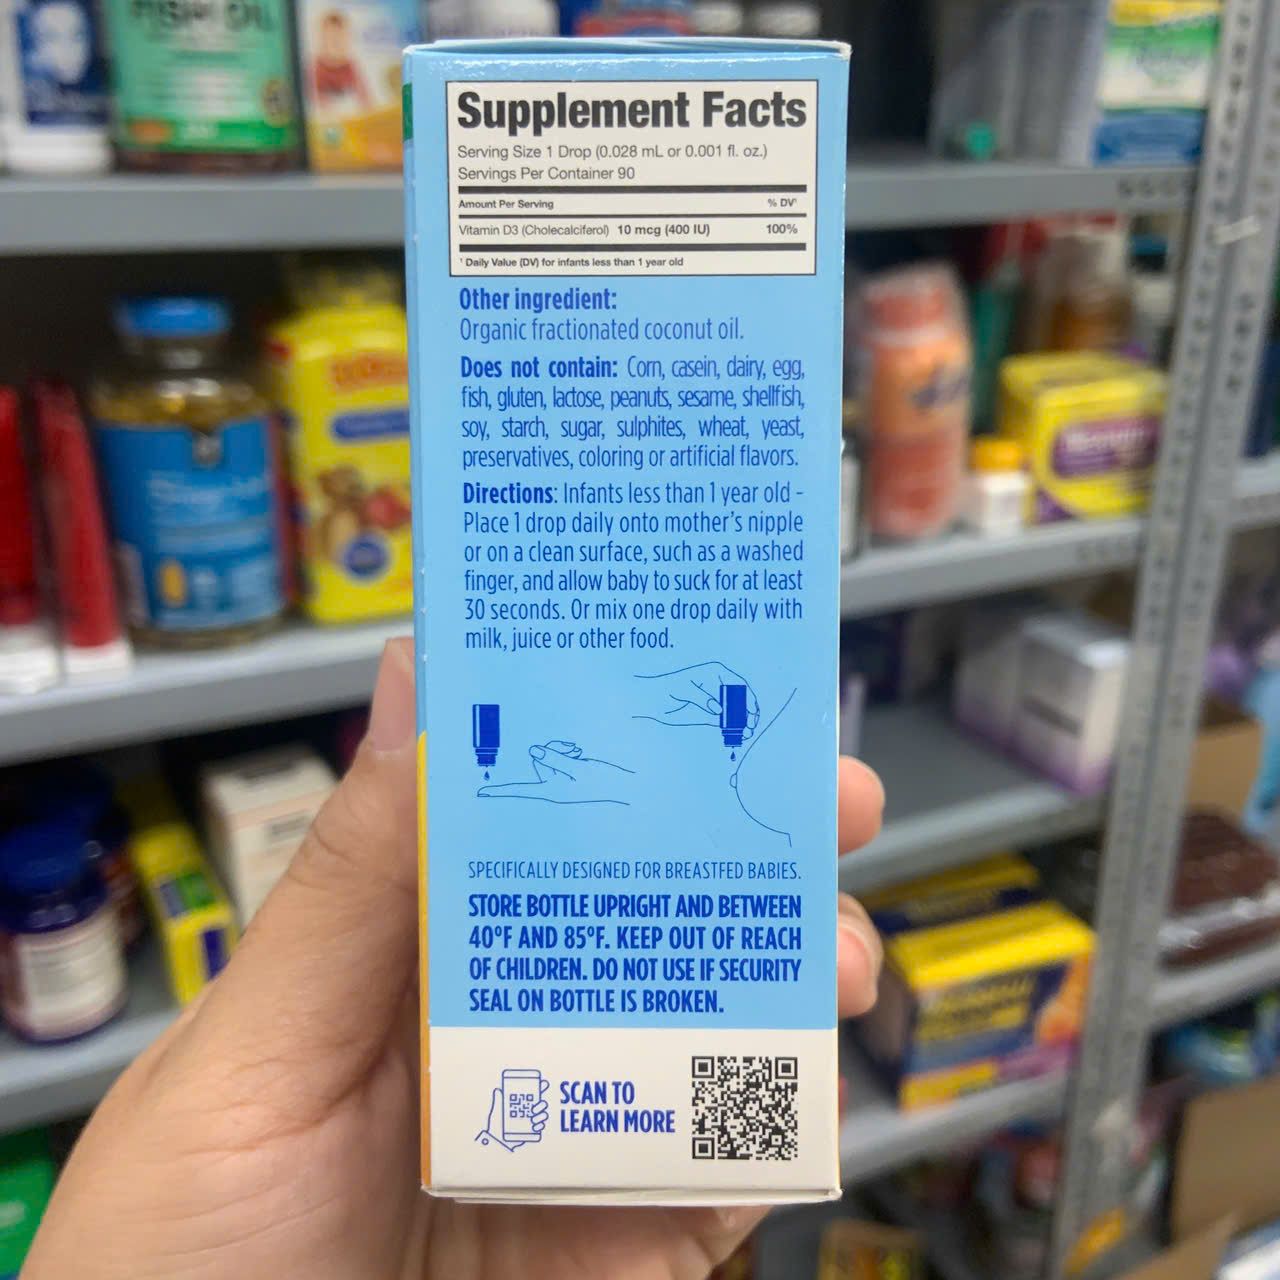 FISH OIL
Supplement Facts
Serving Size 1 Drop (0.028 mL or 0.001 fl. oz.)
Servings Per Container 90
Amount Per Serving % DV¹
Vitamin D3 (Cholecalciferol) 10 mcg (400 IU) 100%
¹ Daily Value (DV) for infants less than 1 year old
Other ingredient:
Organic fractionated coconut oil.
Does not contain: Corn, casein, dairy, egg,
fish, gluten, lactose, peanuts, sesame, shellfish,
soy, starch, sugar, sulphites, wheat, yeast,
preservatives, coloring or artificial flavors.
Directions: Infants less than 1 year old -
Place 1 drop daily onto mother's nipple
or on a clean surface, such as a washed
finger, and allow baby to suck for at least
30 seconds. Or mix one drop daily with
milk, juice or other food.
SPECIFICALLY DESIGNED FOR BREASTFED BABIES.
STORE BOTTLE UPRIGHT AND BETWEEN
40ºF AND 85ºF. KEEP OUT OF REACH
OF CHILDREN. DO NOT USE IF SECURITY
SEAL ON BOTTLE IS BROKEN.
SCAN TO
LEARN MORE